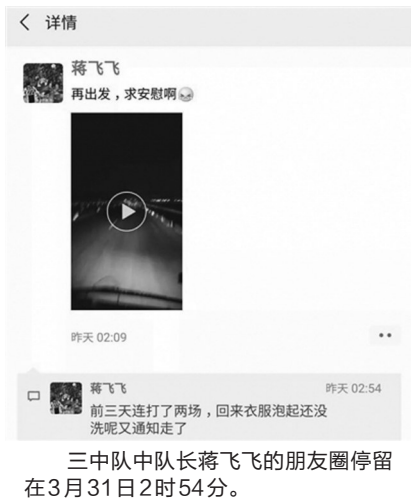 详情
蒋飞飞
再出发，求安慰啊
昨天 02:09
蒋飞飞
昨天 02:54
前三天连打了两场，回来衣服泡起还没
洗呢又通知走了
三中队中队长蒋飞飞的朋友圈停留
在3月31日2时54分。